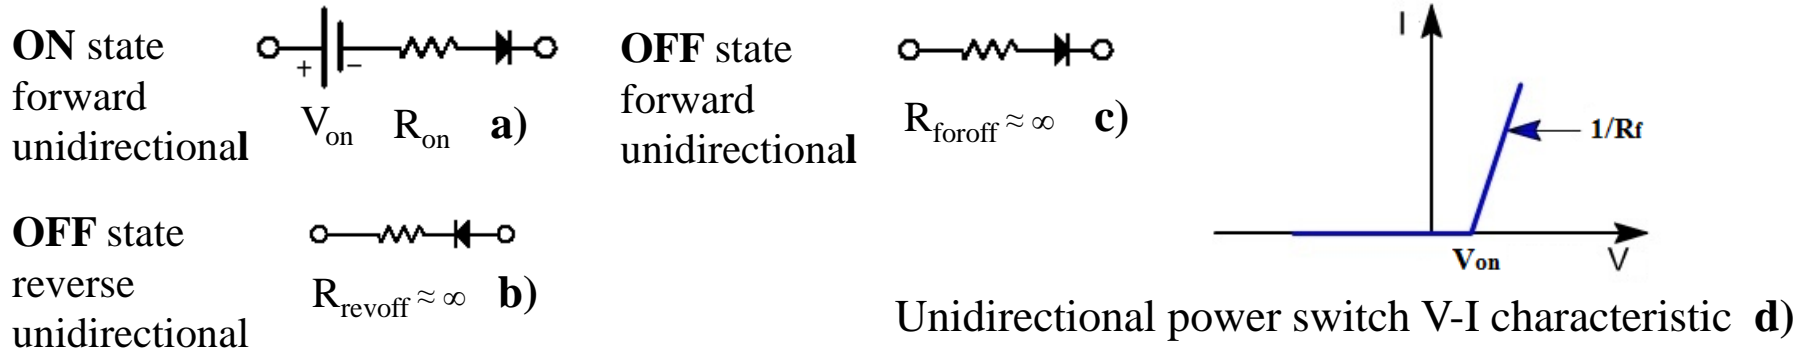 ON state
forward
unidirectional
+ −
Von Ron a)
OFF state
forward
unidirectional
Rforoff ≈ ∞ c)
OFF state
reverse
unidirectional
Rrevoff ≈ ∞ b)
I
1/Rf
Von V
Unidirectional power switch V-I characteristic d)